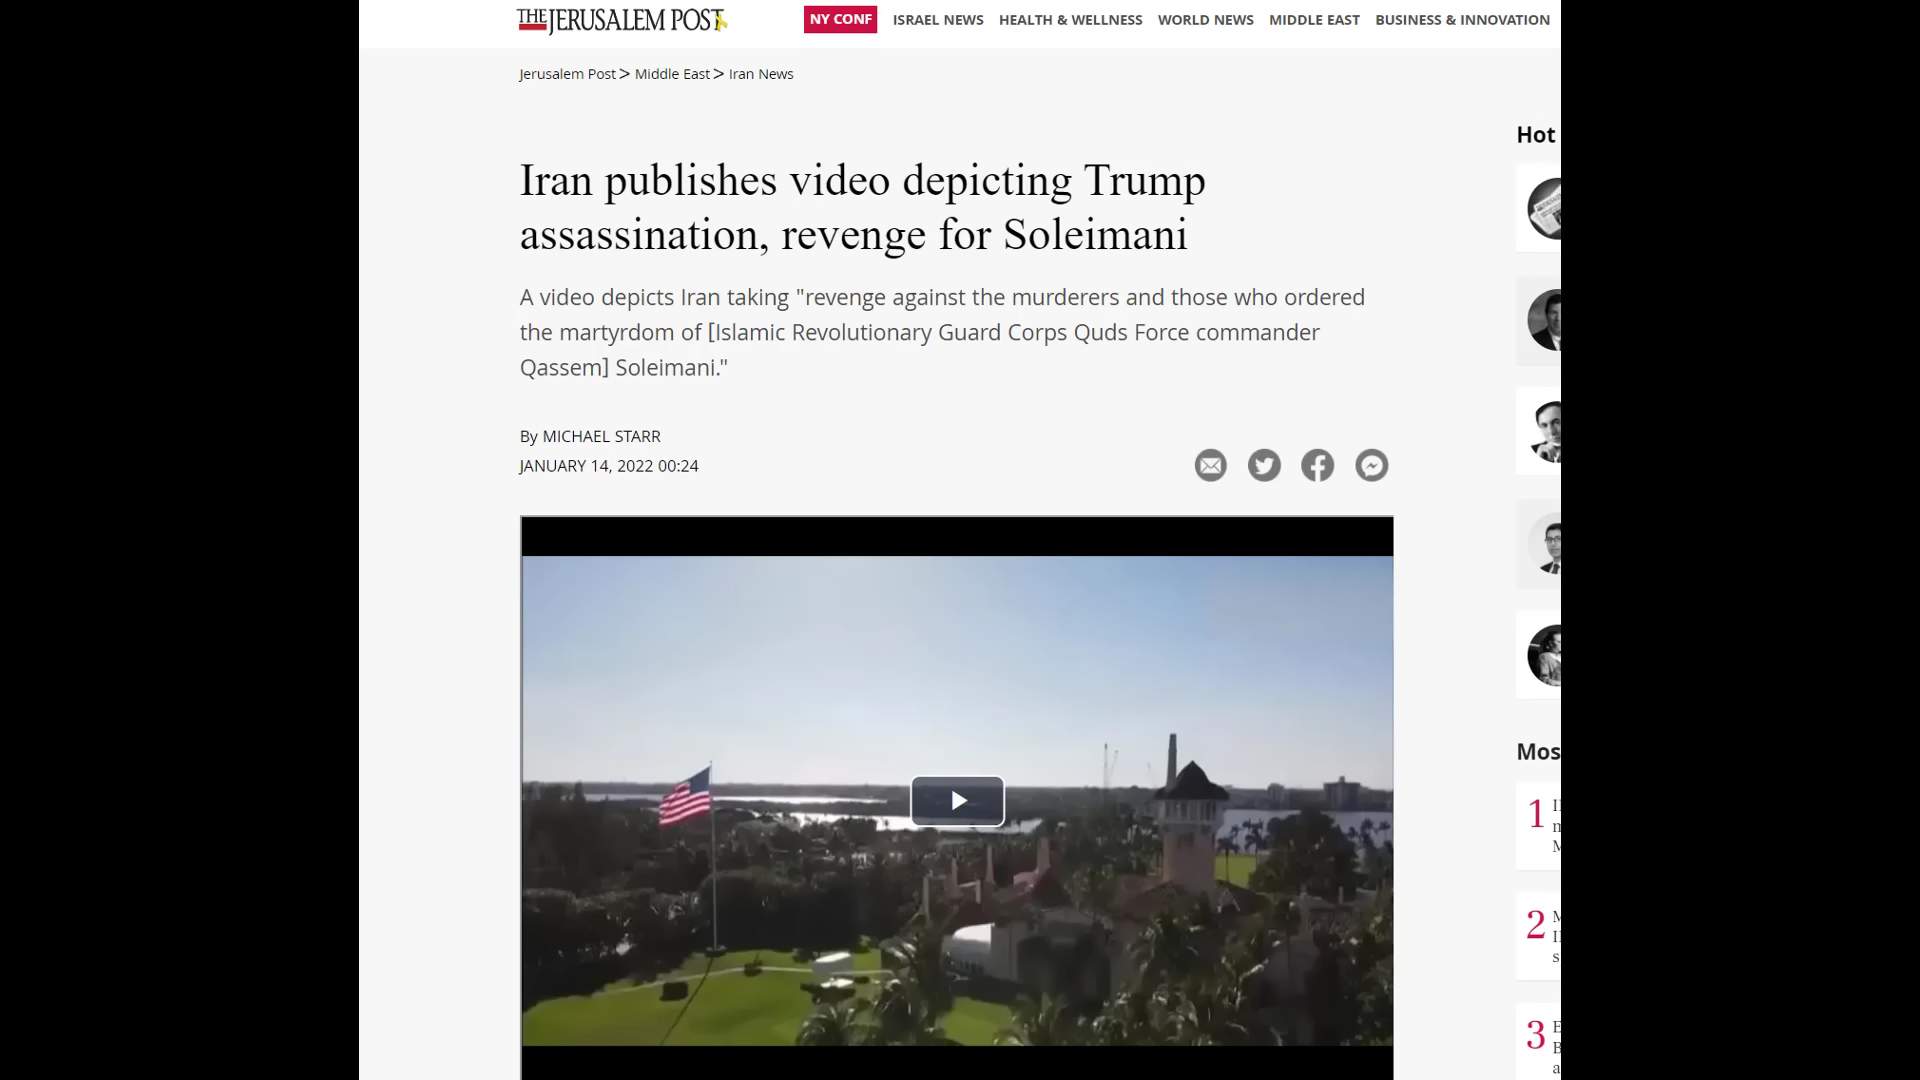 THE JERUSALEM POST
NY CONF ISRAEL NEWS HEALTH & WELLNESS WORLD NEWS MIDDLE EAST BUSINESS & INNOVATION
Jerusalem Post > Middle East > Iran News
Iran publishes video depicting Trump
assassination, revenge for Soleimani
A video depicts Iran taking "revenge against the murderers and those who ordered
the martyrdom of [Islamic Revolutionary Guard Corps Quds Force commander
Qassem] Soleimani."
By MICHAEL STARR
JANUARY 14, 2022 00:24
Hot
Mos
1
2
3